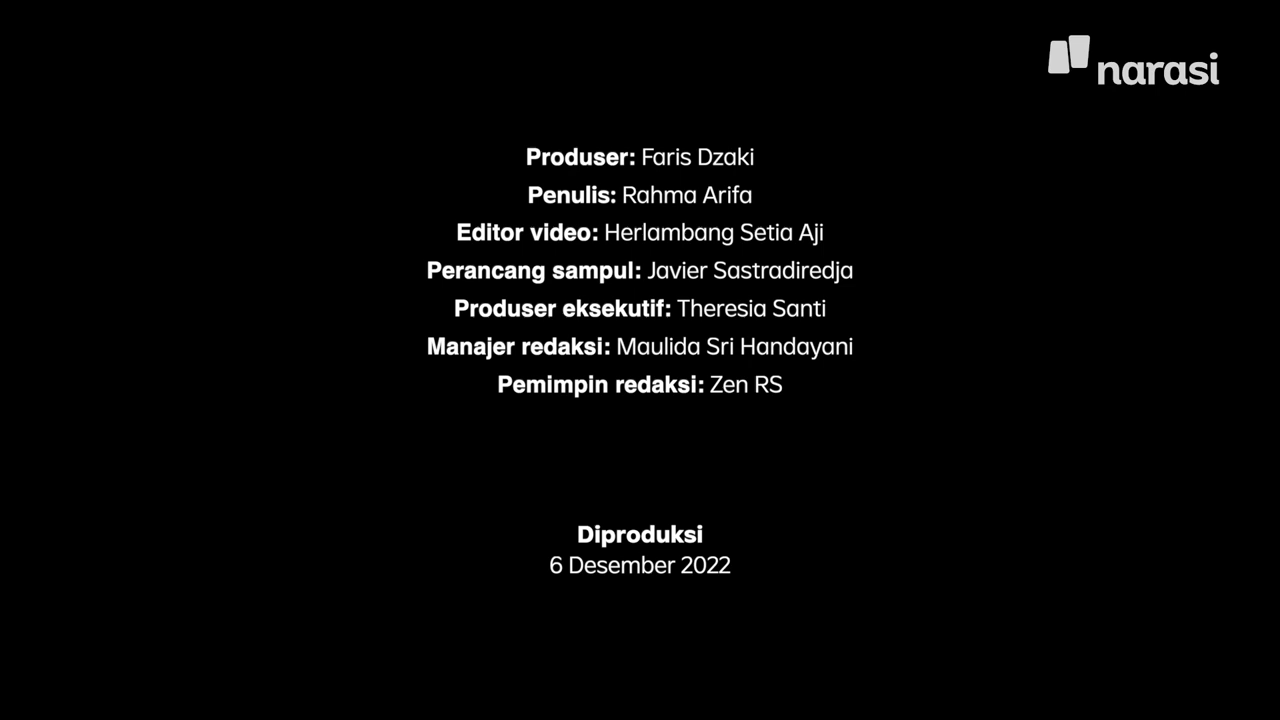 narasi
Produser: Faris Dzaki
Penulis: Rahma Arifa
Editor video: Herlambang Setia Aji
Perancang sampul: Javier Sastradiredja
Produser eksekutif: Theresia Santi
Manajer redaksi: Maulida Sri Handayani
Pemimpin redaksi: Zen RS
Diproduksi
6 Desember 2022